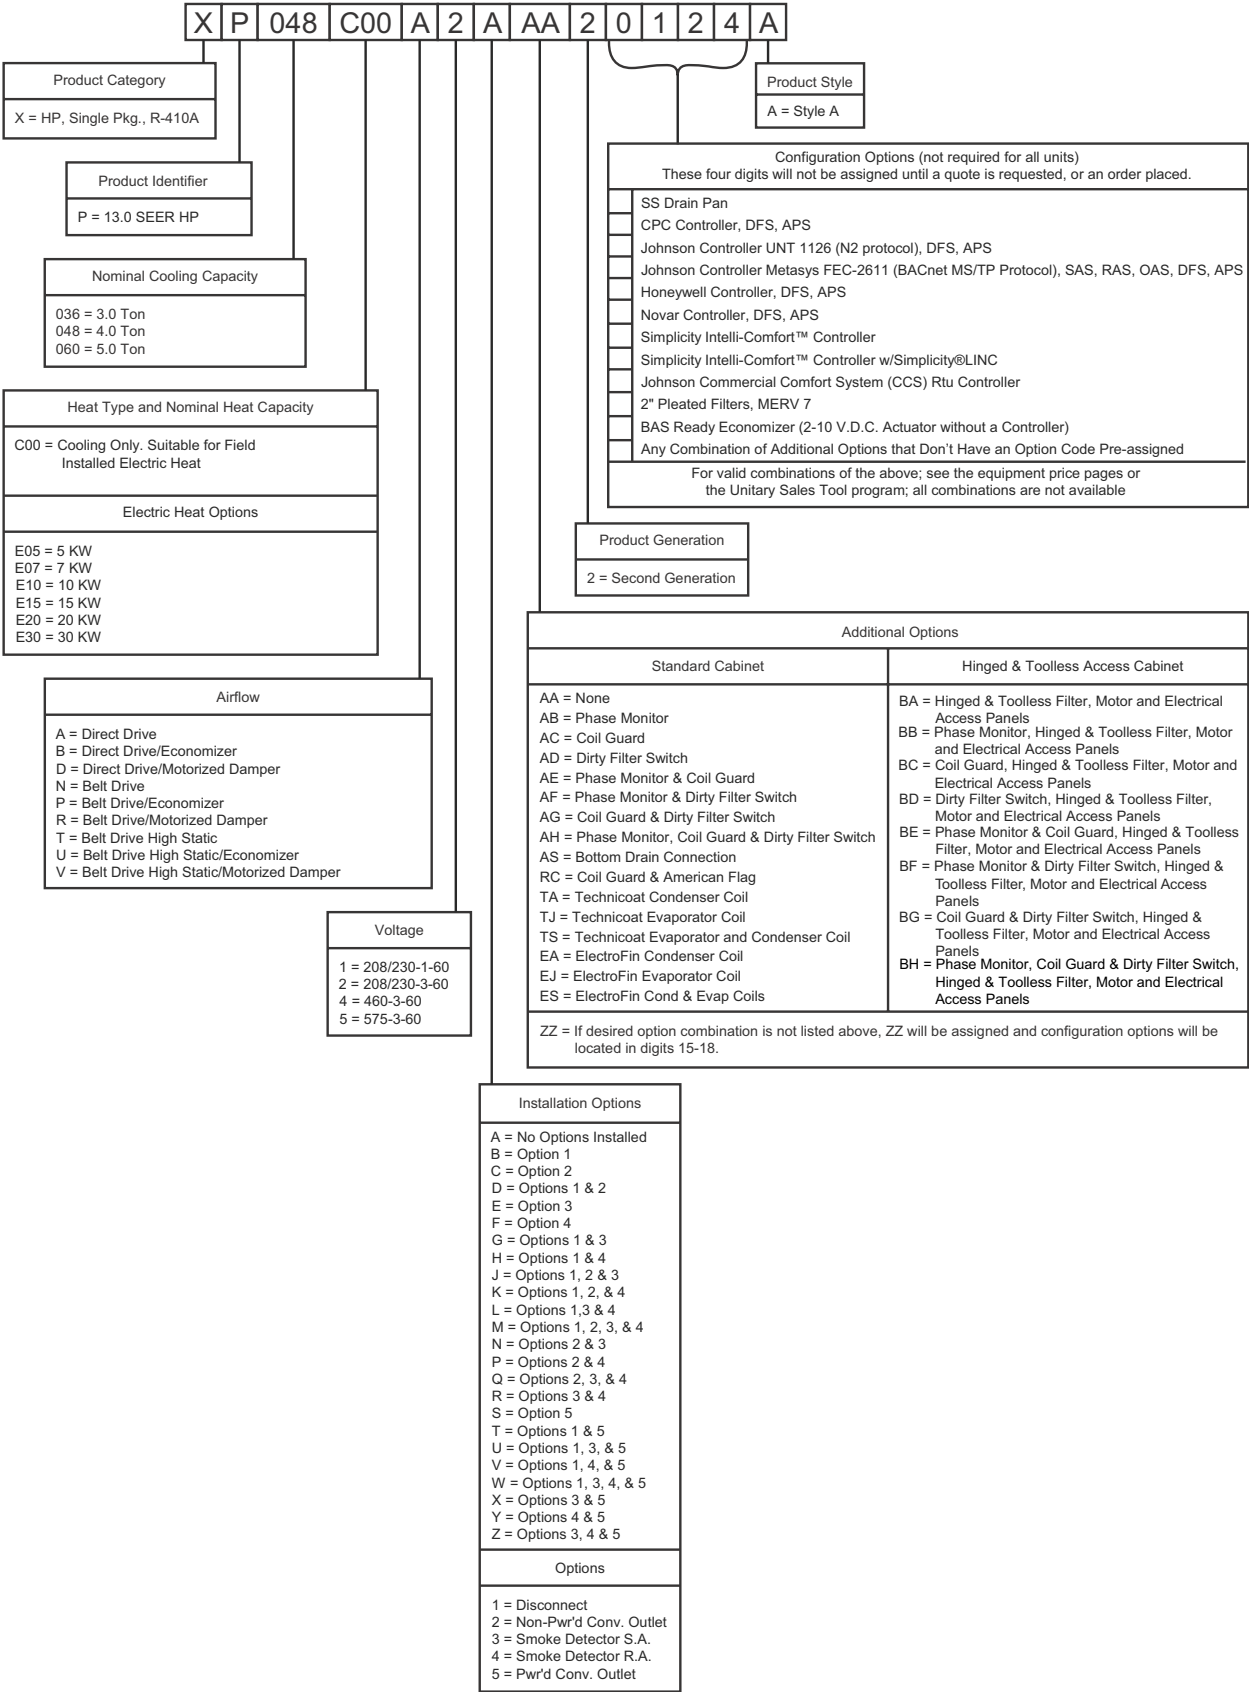 X P 048 C00 A 2 A AA 2 0 1 2 4 A
Product Category
X = HP, Single Pkg., R-410A
Product Identifier
P = 13.0 SEER HP
Nominal Cooling Capacity
036 = 3.0 Ton
048 = 4.0 Ton
060 = 5.0 Ton
Heat Type and Nominal Heat Capacity
C00 = Cooling Only. Suitable for Field
Installed Electric Heat
Electric Heat Options
E05 = 5 KW
E07 = 7 KW
E10 = 10 KW
E15 = 15 KW
E20 = 20 KW
E30 = 30 KW
Airflow
A = Direct Drive
B = Direct Drive/Economizer
D = Direct Drive/Motorized Damper
N = Belt Drive
P = Belt Drive/Economizer
R = Belt Drive/Motorized Damper
T = Belt Drive High Static
U = Belt Drive High Static/Economizer
V = Belt Drive High Static/Motorized Damper
Voltage
1 = 208/230-1-60
2 = 208/230-3-60
4 = 460-3-60
5 = 575-3-60
Installation Options
A = No Options Installed
B = Option 1
C = Option 2
D = Options 1 & 2
E = Option 3
F = Option 4
G = Options 1 & 3
H = Options 1 & 4
J = Options 1, 2 & 3
K = Options 1, 2, & 4
L = Options 1,3 & 4
M = Options 1, 2, 3, & 4
N = Options 2 & 3
P = Options 2 & 4
Q = Options 2, 3, & 4
R = Options 3 & 4
S = Option 5
T = Options 1 & 5
U = Options 1, 3, & 5
V = Options 1, 4, & 5
W = Options 1, 3, 4, & 5
X = Options 3 & 5
Y = Options 4 & 5
Z = Options 3, 4 & 5
Options
1 = Disconnect
2 = Non-Pwr'd Conv. Outlet
3 = Smoke Detector S.A.
4 = Smoke Detector R.A.
5 = Pwr'd Conv. Outlet
Additional Options
Standard Cabinet
AA = None
AB = Phase Monitor
AC = Coil Guard
AD = Dirty Filter Switch
AE = Phase Monitor & Coil Guard
AF = Phase Monitor & Dirty Filter Switch
AG = Coil Guard & Dirty Filter Switch
AH = Phase Monitor, Coil Guard & Dirty Filter Switch
AS = Bottom Drain Connection
RC = Coil Guard & American Flag
TA = Technicoat Condenser Coil
TJ = Technicoat Evaporator Coil
TS = Technicoat Evaporator and Condenser Coil
EA = ElectroFin Condenser Coil
EJ = ElectroFin Evaporator Coil
ES = ElectroFin Cond & Evap Coils
Hinged & Toolless Access Cabinet
BA = Hinged & Toolless Filter, Motor and Electrical
Access Panels
BB = Phase Monitor, Hinged & Toolless Filter, Motor
and Electrical Access Panels
BC = Coil Guard, Hinged & Toolless Filter, Motor and
Electrical Access Panels
BD = Dirty Filter Switch, Hinged & Toolless Filter,
Motor and Electrical Access Panels
BE = Phase Monitor & Coil Guard, Hinged & Toolless
Filter, Motor and Electrical Access Panels
BF = Phase Monitor & Dirty Filter Switch, Hinged &
Toolless Filter, Motor and Electrical Access
Panels
BG = Coil Guard & Dirty Filter Switch, Hinged &
Toolless Filter, Motor and Electrical Access
Panels
BH = Phase Monitor, Coil Guard & Dirty Filter Switch,
Hinged & Toolless Filter, Motor and Electrical
Access Panels
ZZ = If desired option combination is not listed above, ZZ will be assigned and configuration options will be
located in digits 15-18.
Product Generation
2 = Second Generation
Configuration Options (not required for all units)
These four digits will not be assigned until a quote is requested, or an order placed.
SS Drain Pan
CPC Controller, DFS, APS
Johnson Controller UNT 1126 (N2 protocol), DFS, APS
Johnson Controller Metasys FEC-2611 (BACnet MS/TP Protocol), SAS, RAS, OAS, DFS, APS
Honeywell Controller, DFS, APS
Novar Controller, DFS, APS
Simplicity Intelli-Comfort™ Controller
Simplicity Intelli-Comfort™ Controller w/Simplicity®LINC
Johnson Commercial Comfort System (CCS) Rtu Controller
2" Pleated Filters, MERV 7
BAS Ready Economizer (2-10 V.D.C. Actuator without a Controller)
Any Combination of Additional Options that Don't Have an Option Code Pre-assigned
For valid combinations of the above; see the equipment price pages or
the Unitary Sales Tool program; all combinations are not available
Product Style
A = Style A